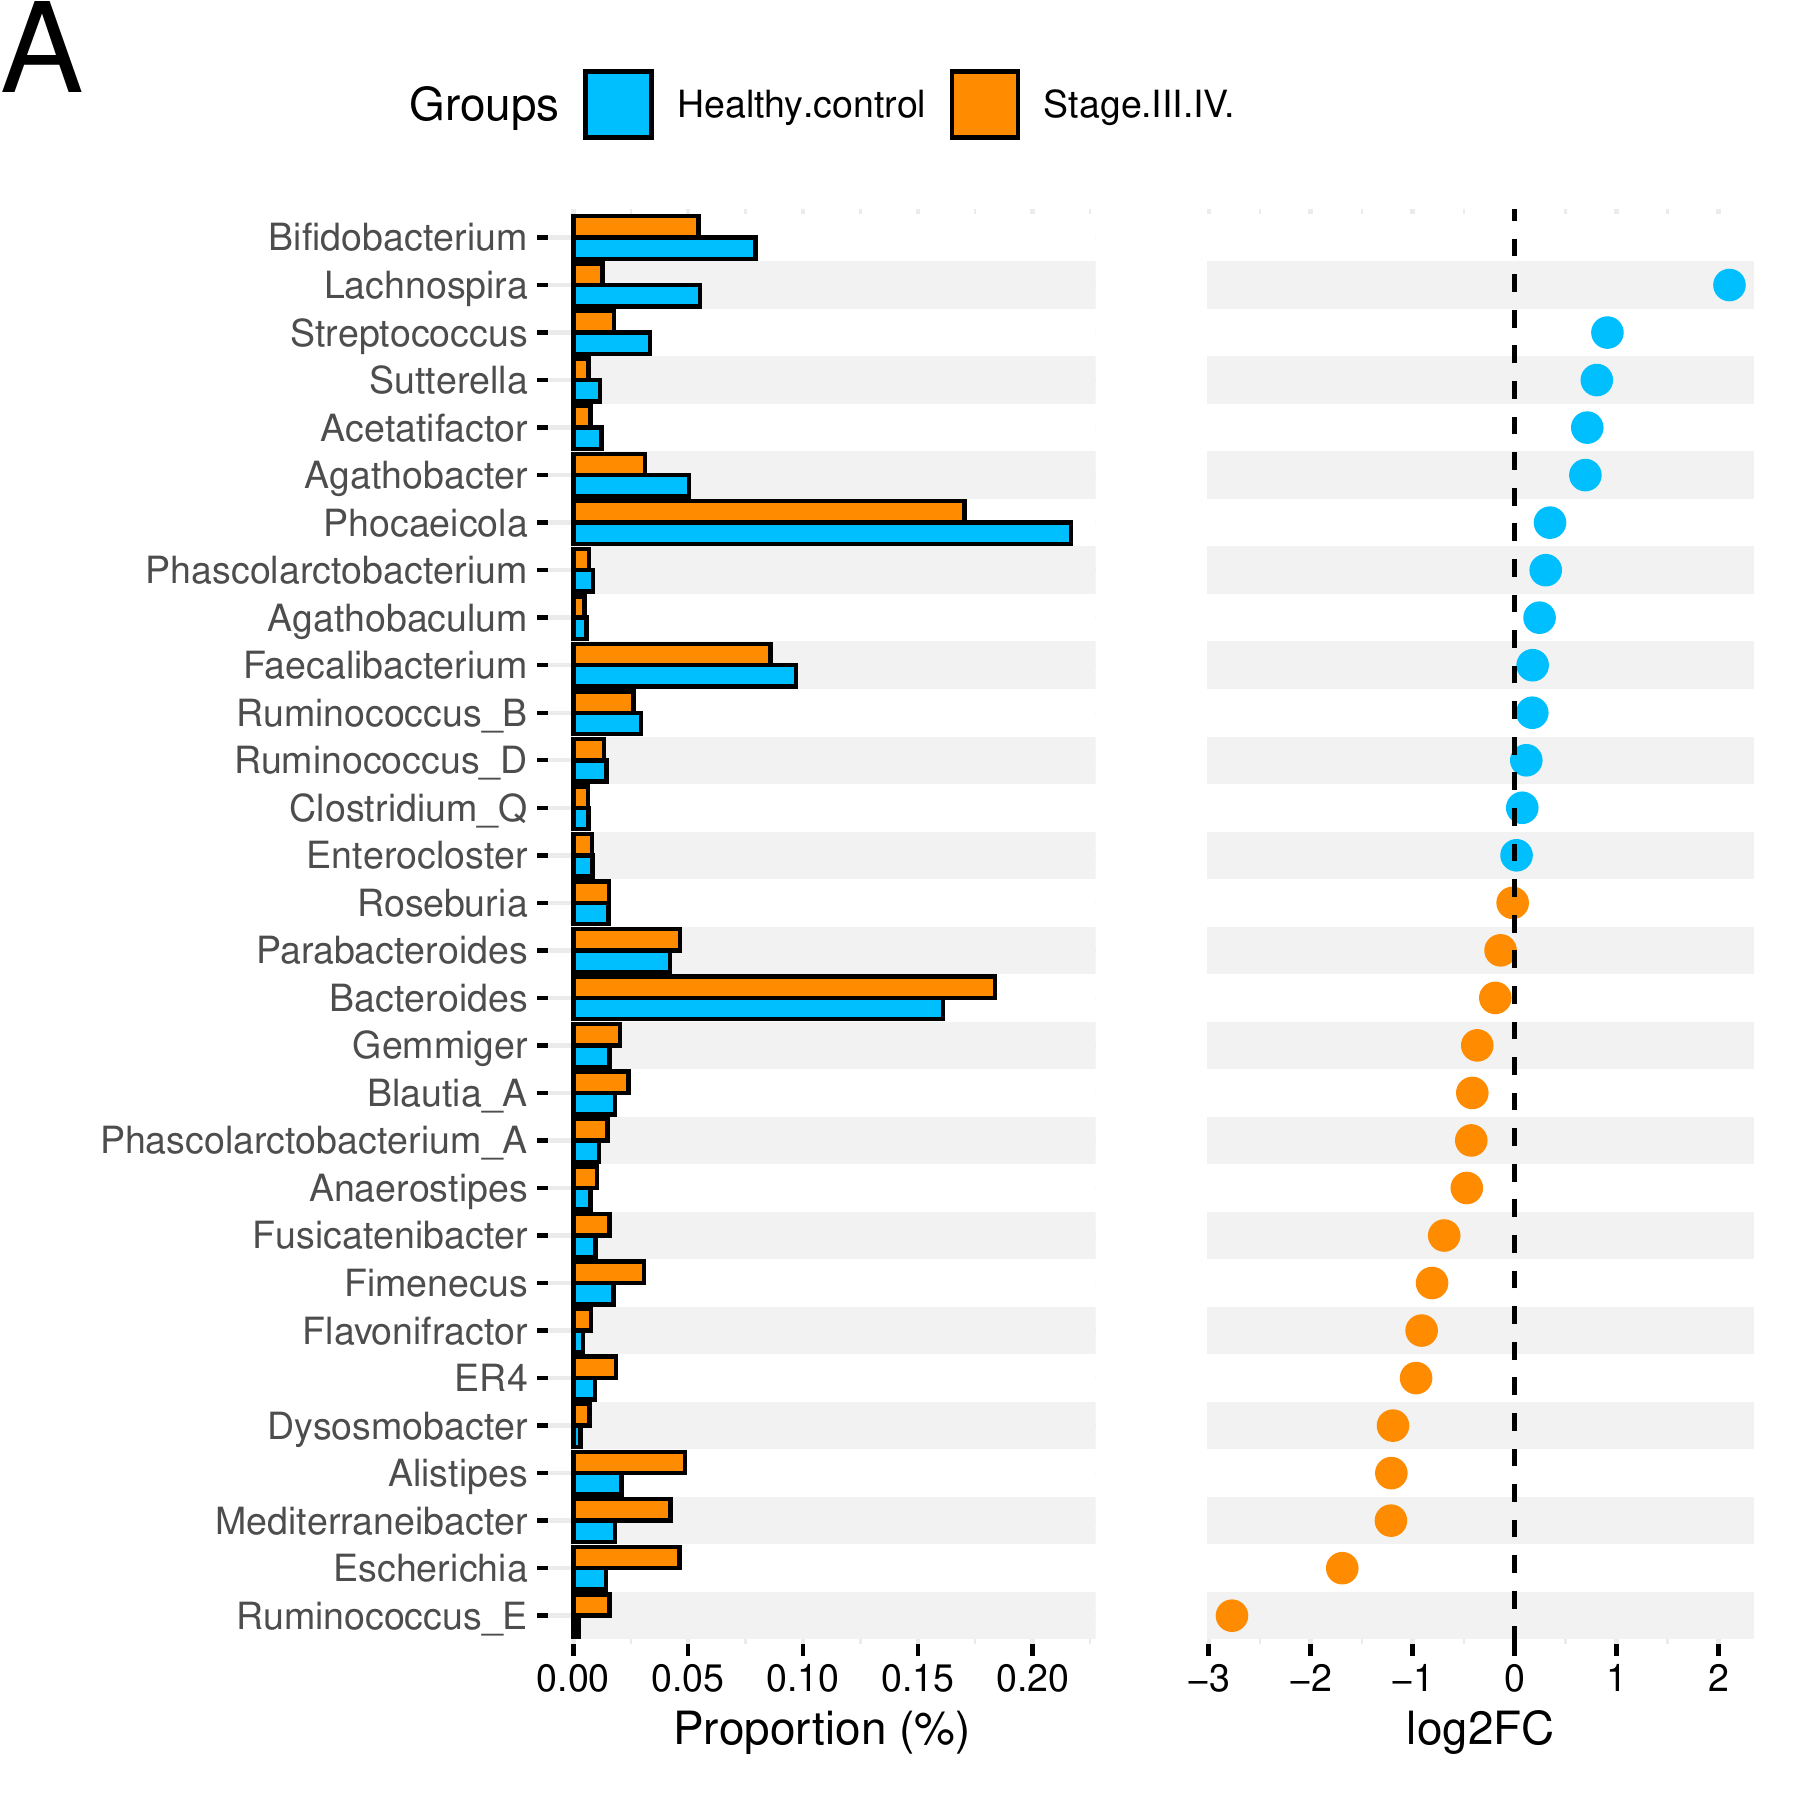 A
Groups Healthy.control Stage.III.IV.
Bifidobacterium
Lachnospira
Streptococcus
Sutterella
Acetatifactor
Agathobacter
Phocaeicola
Phascolarctobacterium
Agathobaculum
Faecalibacterium
Ruminococcus_B
Ruminococcus_D
Clostridium_Q
Enterocloster
Roseburia
Parabacteroides
Bacteroides
Gemmiger
Blautia_A
Phascolarctobacterium_A
Anaerostipes
Fusicatenibacter
Fimenecus
Flavonifractor
ER4
Dysosmobacter
Alistipes
Mediterraneibacter
Escherichia
Ruminococcus_E
0.00 0.05 0.10 0.15 0.20
Proportion (%)
−3 −2 −1 0 1 2
log2FC